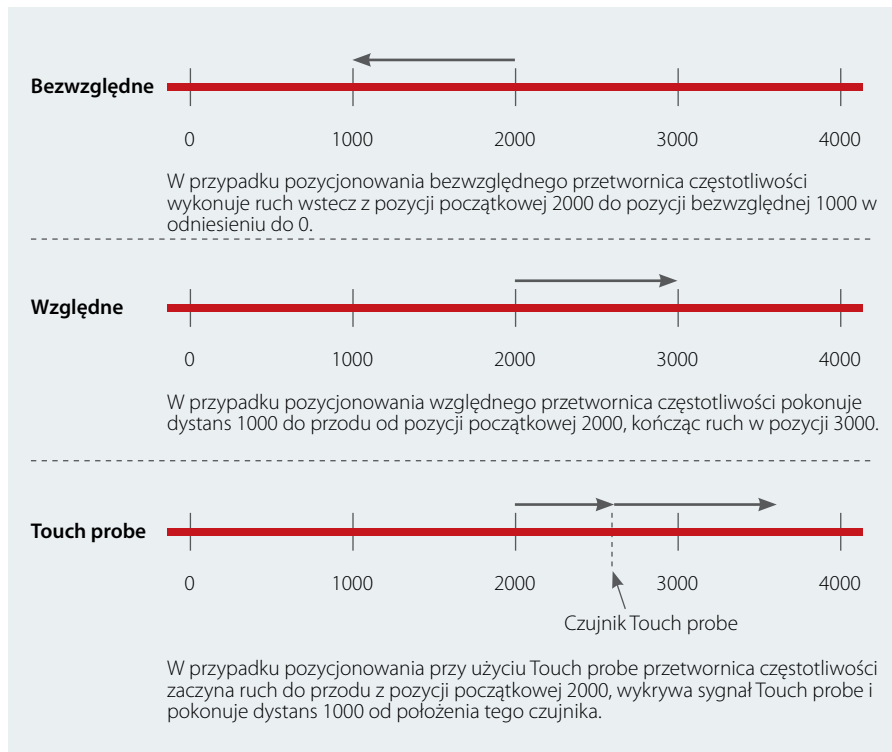 Bezwzględne
0 1000 2000 3000 4000
W przypadku pozycjonowania bezwzględnego przetwornica częstotliwości
wykonuje ruch wstecz z pozycji początkowej 2000 do pozycji bezwzględnej 1000 w
odniesieniu do 0.
Względne
0 1000 2000 3000 4000
W przypadku pozycjonowania względnego przetwornica częstotliwości pokonuje
dystans 1000 do przodu od pozycji początkowej 2000, kończąc ruch w pozycji 3000.
Touch probe
0 1000 2000 3000 4000
Czujnik Touch probe
W przypadku pozycjonowania przy użyciu Touch probe przetwornica częstotliwości
zaczyna ruch do przodu z pozycji początkowej 2000, wykrywa sygnał Touch probe i
pokonuje dystans 1000 od położenia tego czujnika.